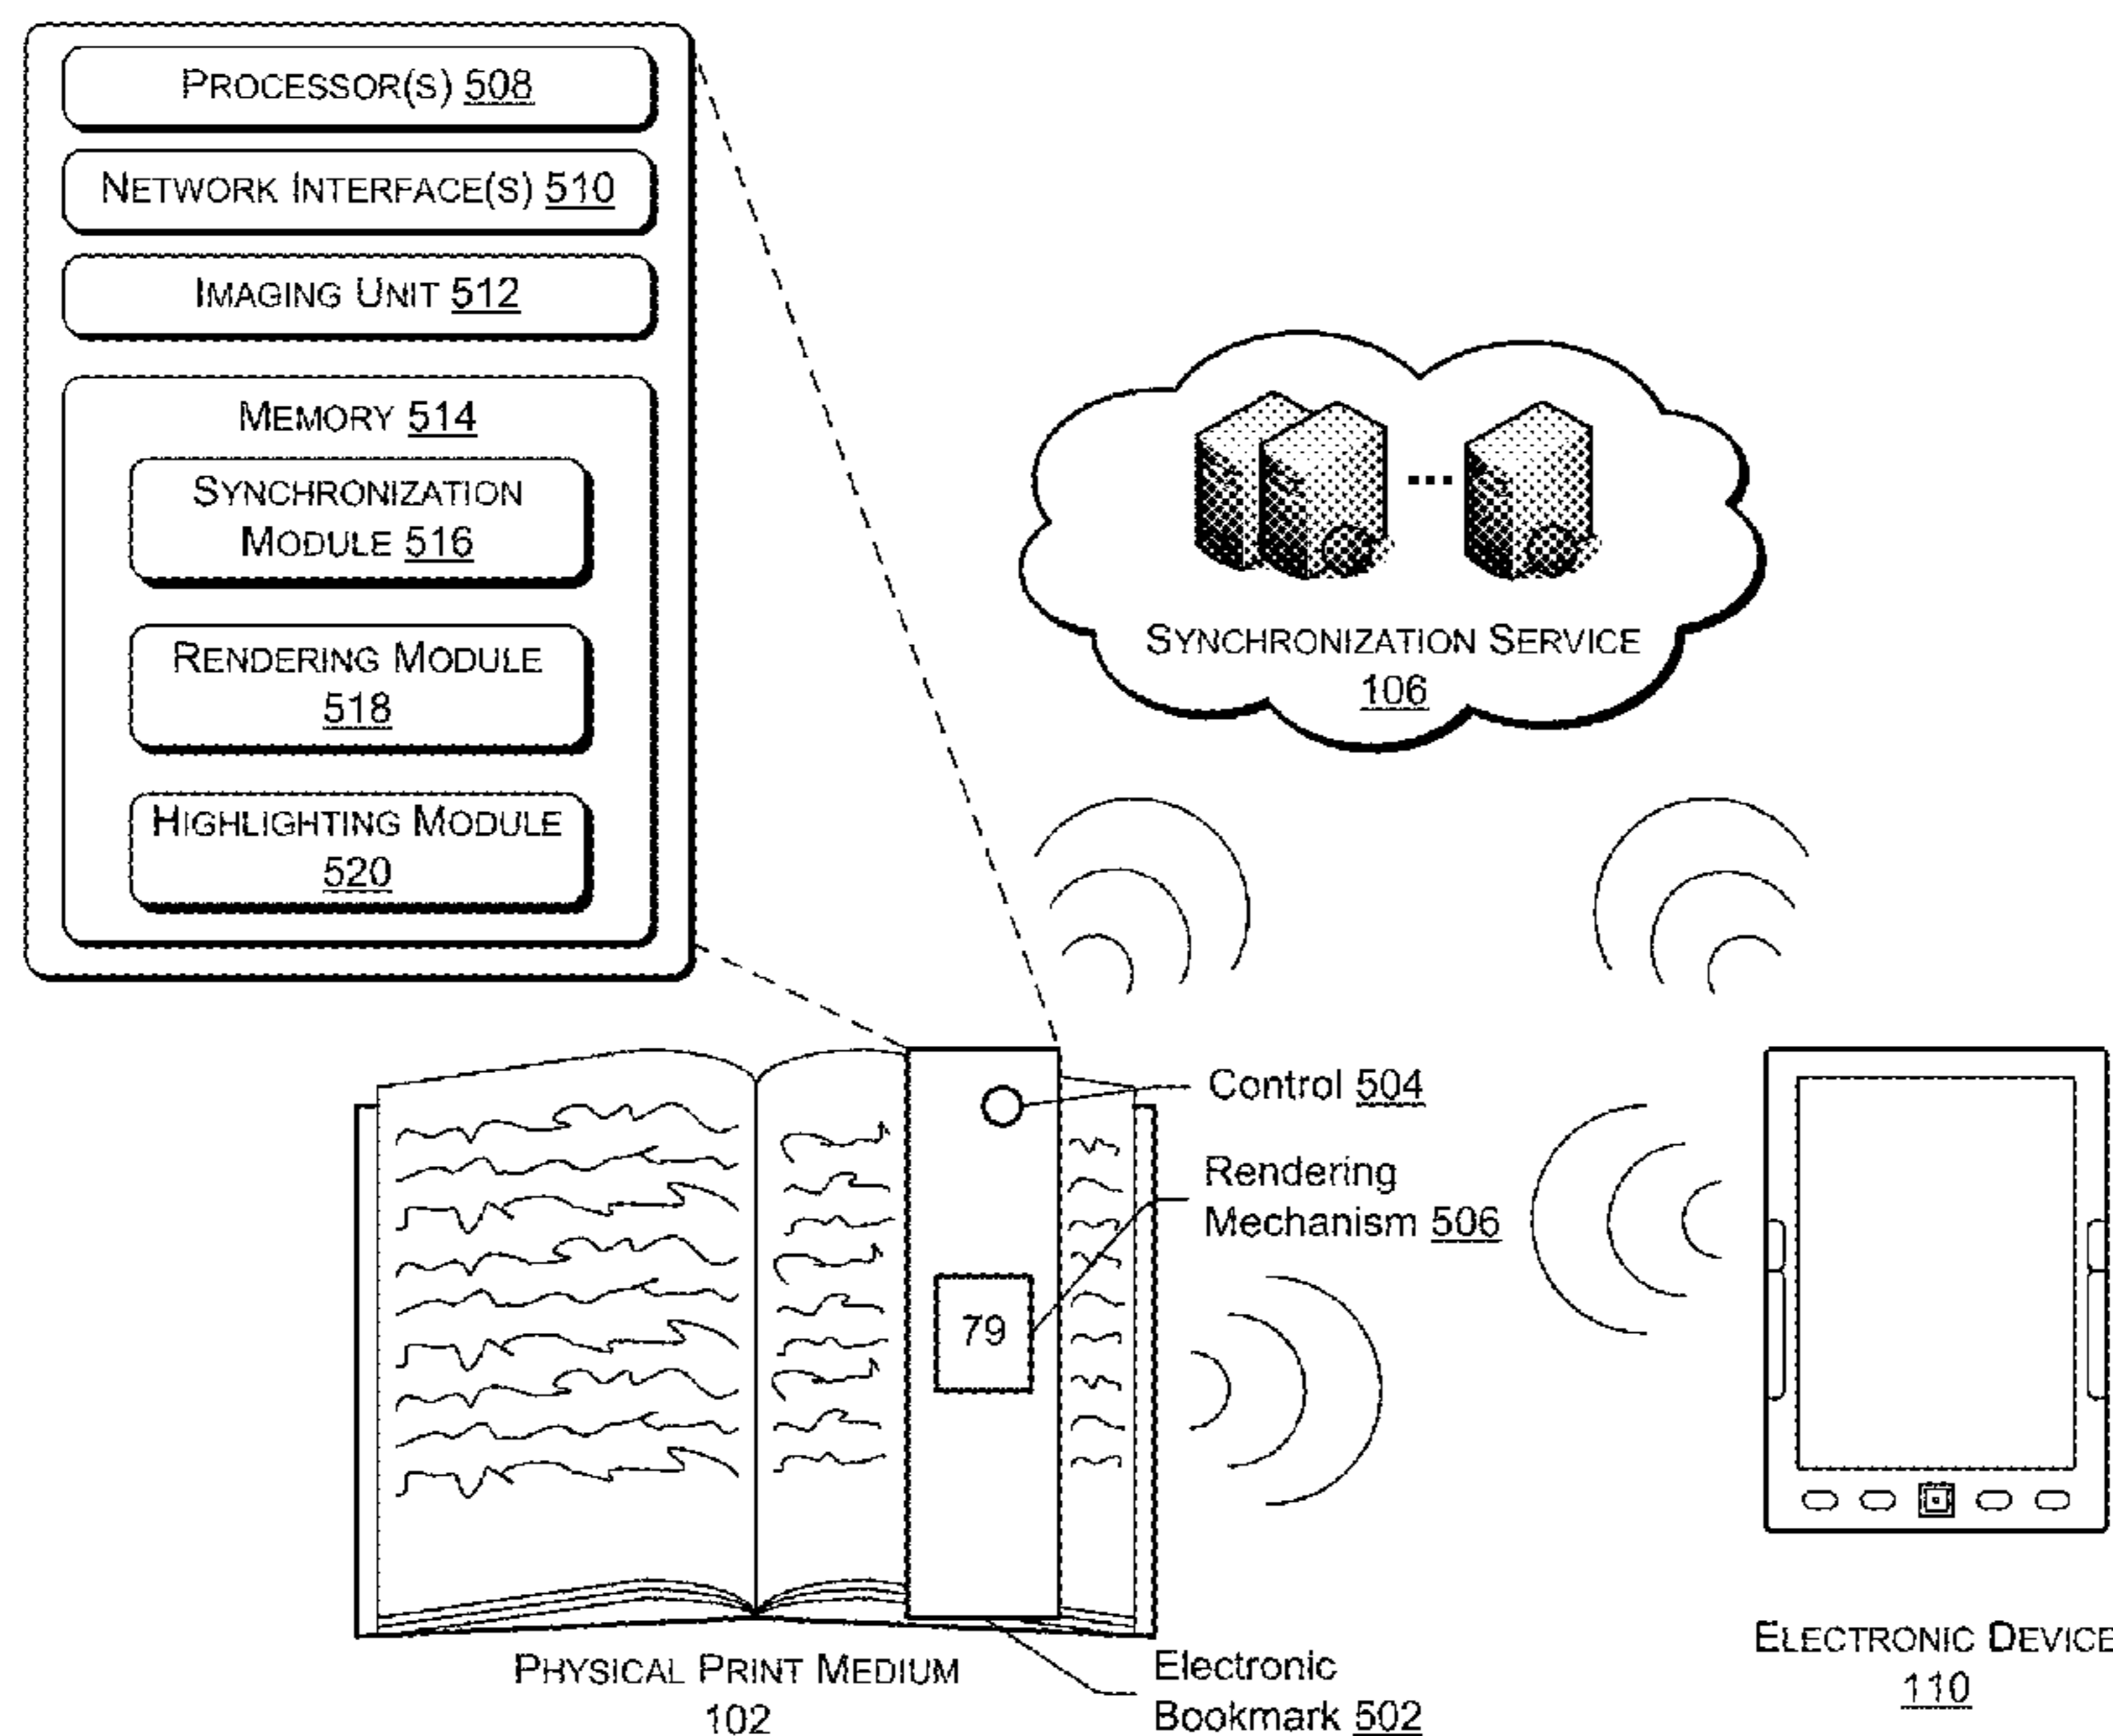 PROCESSOR(S) 508
NETWORK INTERFACE(S) 510
IMAGING UNIT 512
MEMORY 514
SYNCHRONIZATION
MODULE 516
RENDERING MODULE
518
HIGHLIGHTING MODULE
520
...
SYNCHRONIZATION SERVICE
106
Control 504
Rendering
Mechanism 506
79
PHYSICAL PRINT MEDIUM
102
Electronic
Bookmark 502
ELECTRONIC DEVICE
110